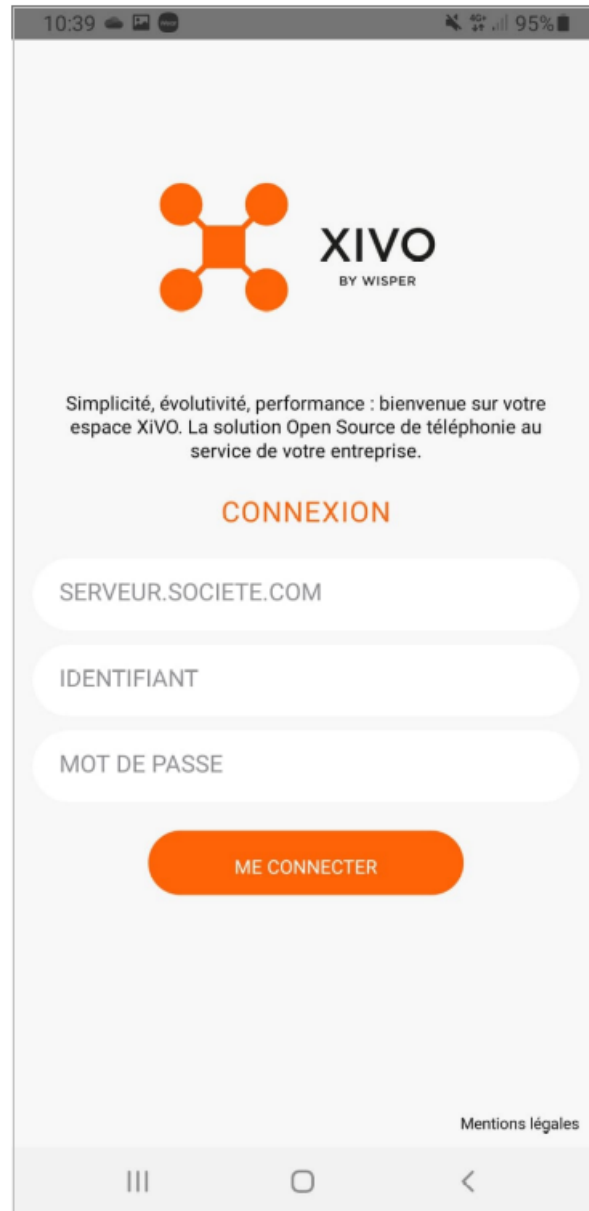 10:39 95%
XIVO
BY WISPER
Simplicité, évolutivité, performance : bienvenue sur votre
espace XiVO. La solution Open Source de téléphonie au
service de votre entreprise.
CONNEXION
SERVEUR.SOCIETE.COM
IDENTIFIANT
MOT DE PASSE
ME CONNECTER
Mentions légales